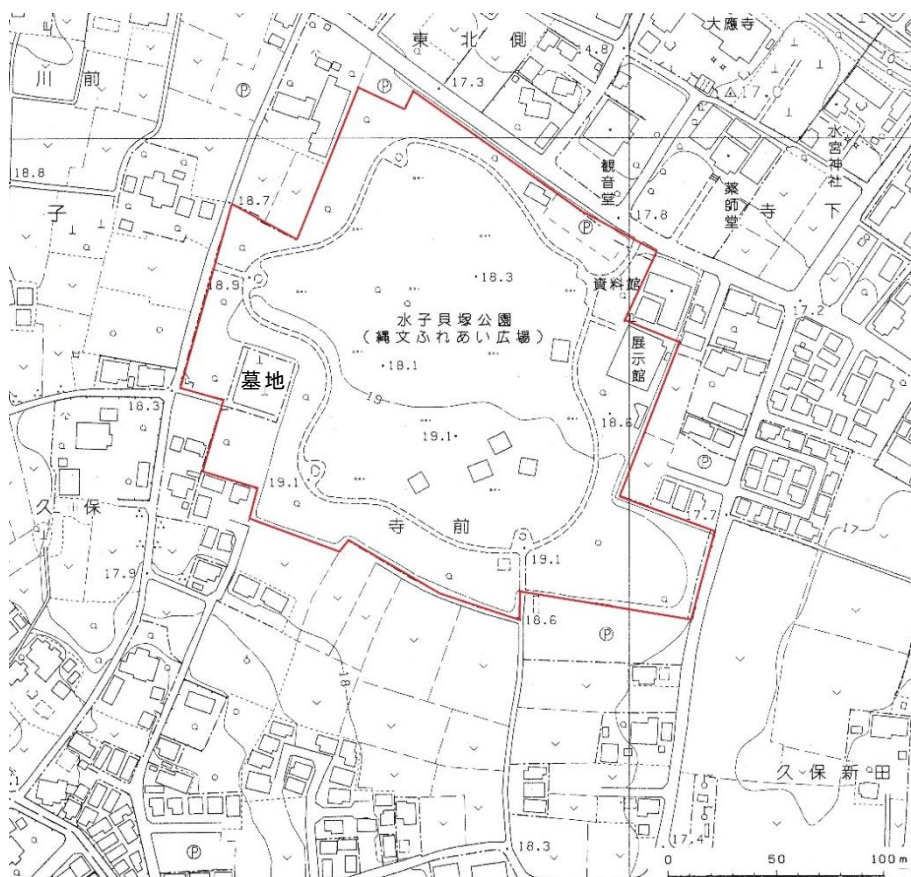 大應寺
東北側
14.8
川前
Ⓟ
Ⓟ
17.3
17.0
水宮神社
18.8
観音堂
薬師堂
寺下
子
18.7
17.8
Ⓟ
18.9
18.3
資料館
17.2
水子貝塚公園
(縄文ふれあい広場)
展示館
18.1
墓地
19
18.3
19.1
18.6
Ⓟ
19.1
久保
寺前
17.7
17
19.1
17.9
18.6
Ⓟ
18
久保新田
17.4
18.3
Ⓟ
0 50 100m